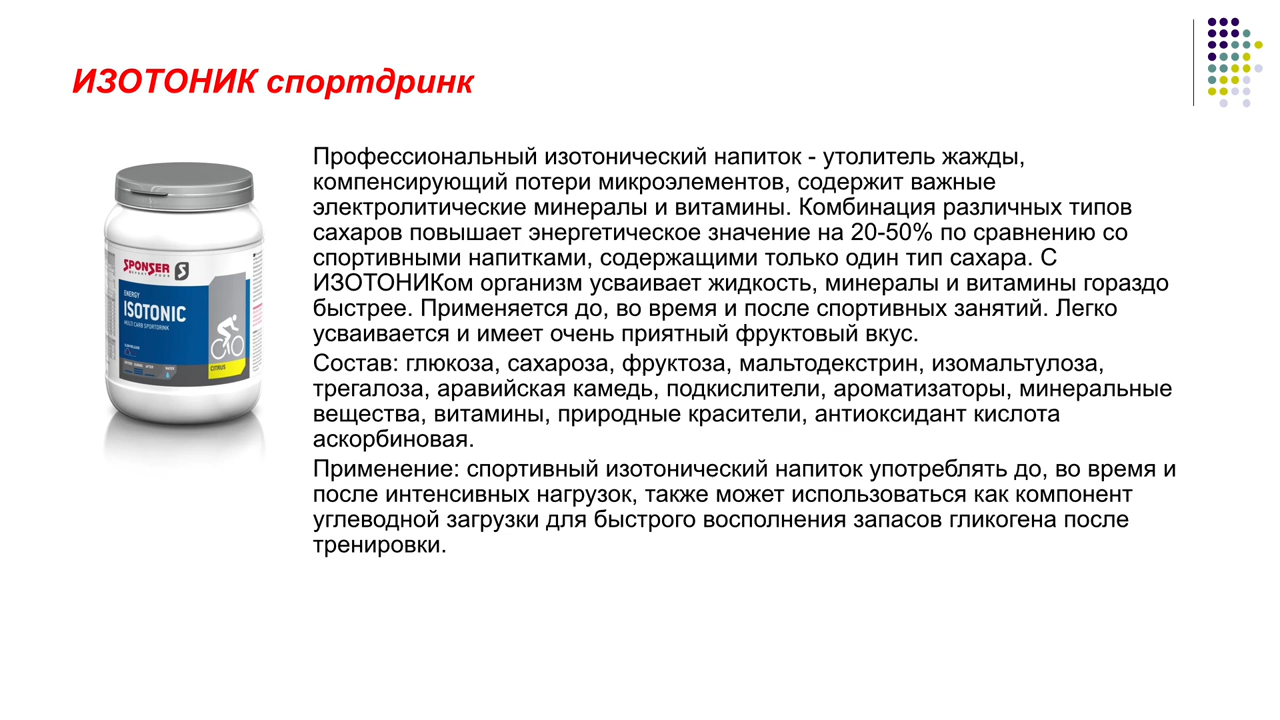 ИЗОТОНИК спортдринк
Профессиональный изотонический напиток - утолитель жажды,
компенсирующий потери микроэлементов, содержит важные
электролитические минералы и витамины. Комбинация различных типов
сахаров повышает энергетическое значение на 20-50% по сравнению со
спортивными напитками, содержащими только один тип сахара. С
ИЗОТОНИКом организм усваивает жидкость, минералы и витамины гораздо
быстрее. Применяется до, во время и после спортивных занятий. Легко
усваивается и имеет очень приятный фруктовый вкус.
Состав: глюкоза, сахароза, фруктоза, мальтодекстрин, изомальтулоза,
трегалоза, аравийская камедь, подкислители, ароматизаторы, минеральные
вещества, витамины, природные красители, антиоксидант кислота
аскорбиновая.
Применение: спортивный изотонический напиток употреблять до, во время и
после интенсивных нагрузок, также может использоваться как компонент
углеводной загрузки для быстрого восполнения запасов гликогена после
тренировки.
SPONSER
ENERGY
ISOTONIC
MULTI CARB SPORTDRINK
CITRUS